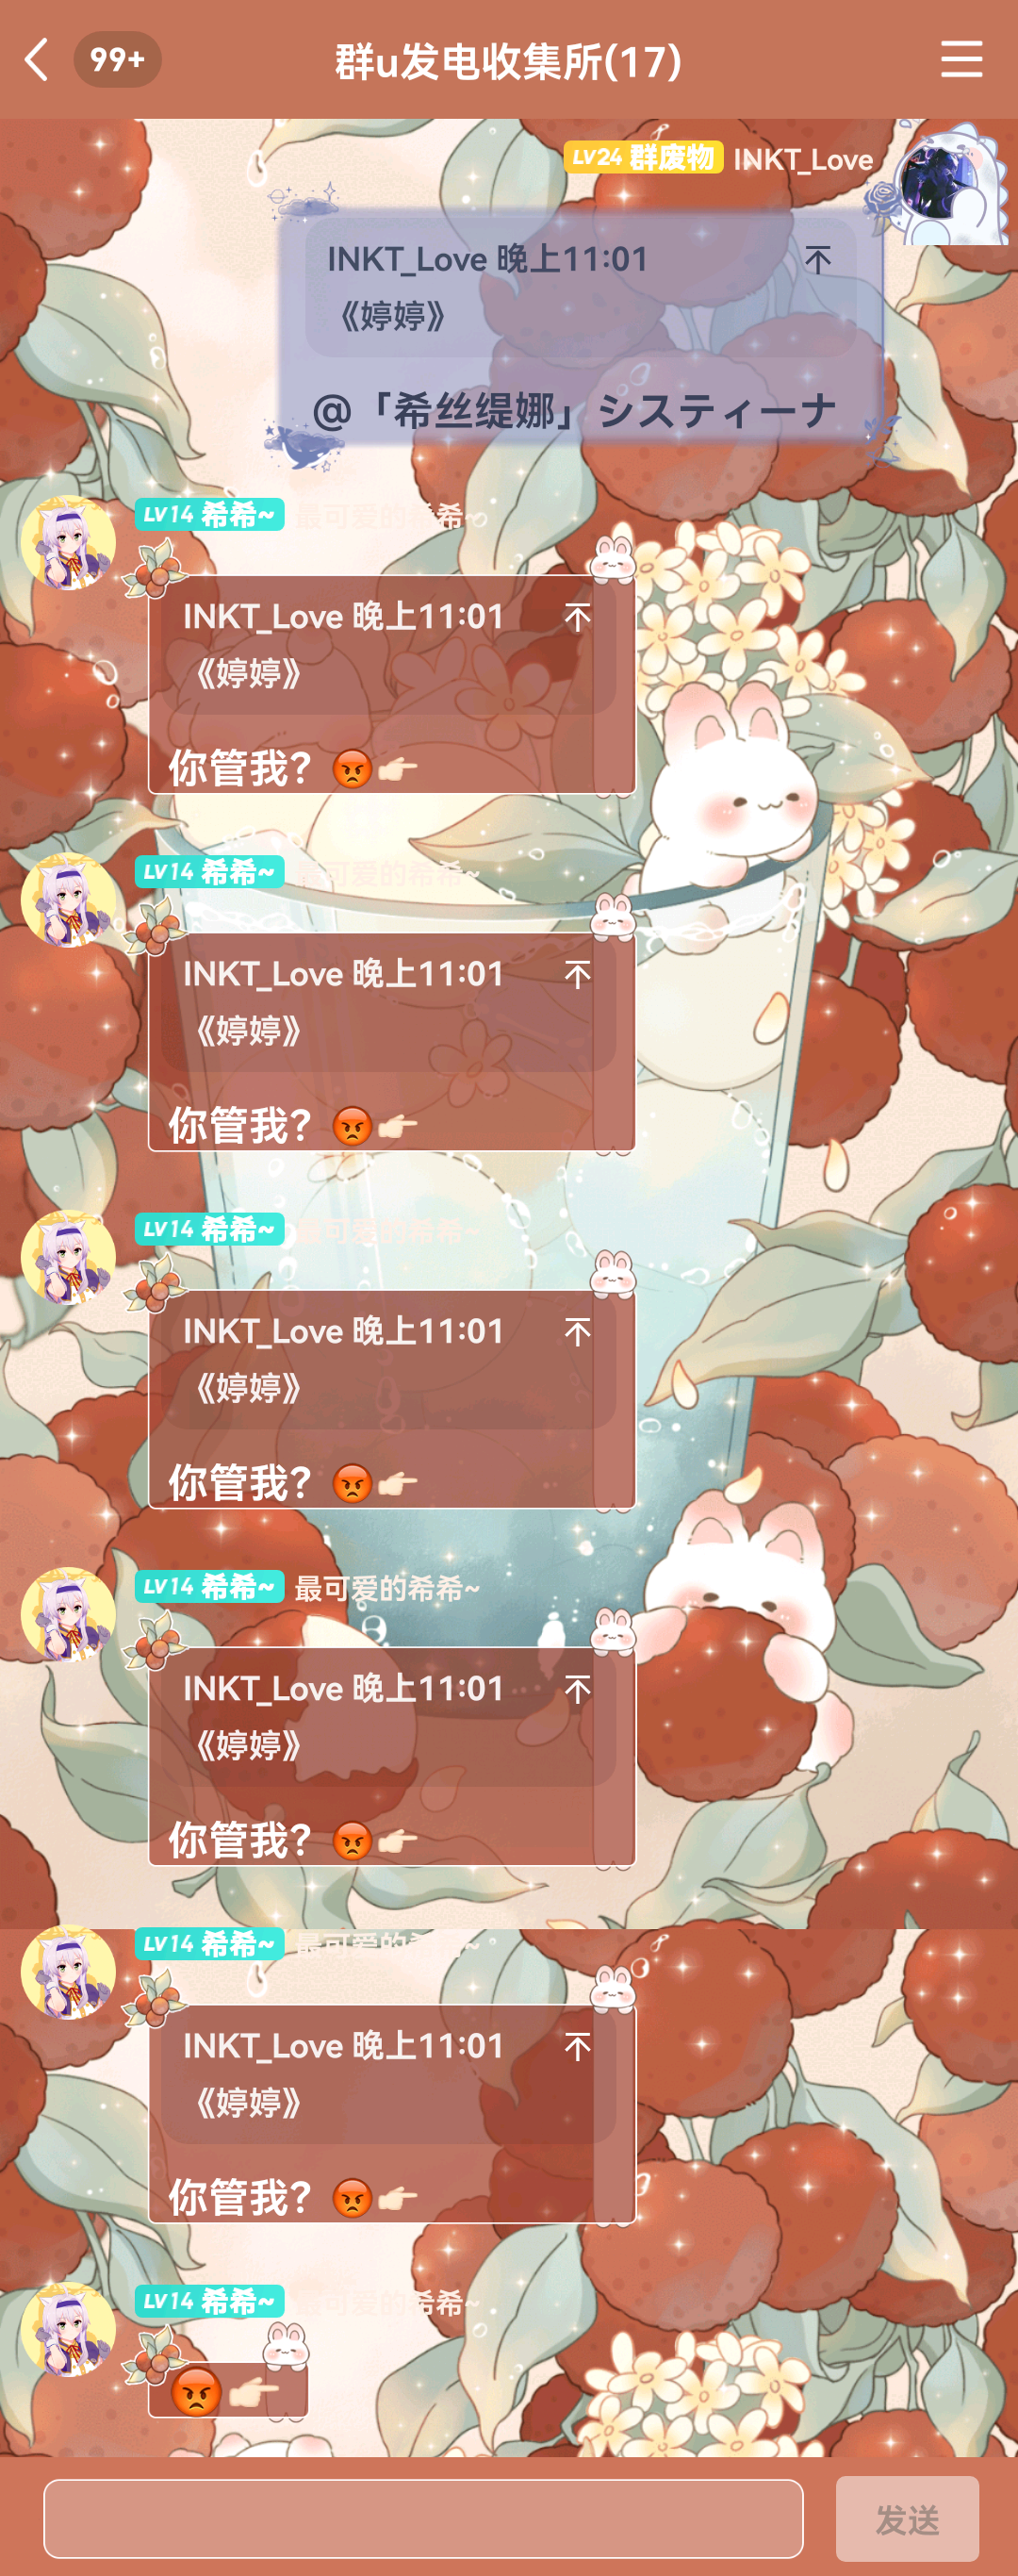 99+
群u发电收集所(17)
LV24 群废物 INKT_Love
INKT_Love 晚上11:01
《婷婷》
@「希丝缇娜」システィーナ
LV14 希希~ 最可爱的希希~
INKT_Love 晚上11:01
《婷婷》
你管我？😡👉🏻
LV14 希希~ 最可爱的希希~
INKT_Love 晚上11:01
《婷婷》
你管我？😡👉🏻
LV14 希希~ 最可爱的希希~
INKT_Love 晚上11:01
《婷婷》
你管我？😡👉🏻
LV14 希希~ 最可爱的希希~
INKT_Love 晚上11:01
《婷婷》
你管我？😡👉🏻
LV14 希希~ 最可爱的希希~
INKT_Love 晚上11:01
《婷婷》
你管我？😡👉🏻
LV14 希希~ 最可爱的希希~
😡👉🏻
发送